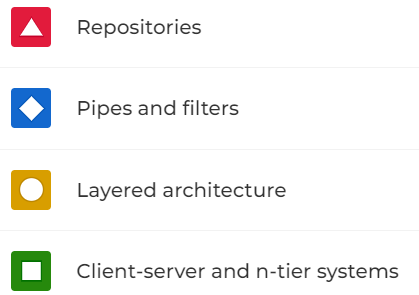 Repositories
Pipes and filters
Layered architecture
Client-server and n-tier systems